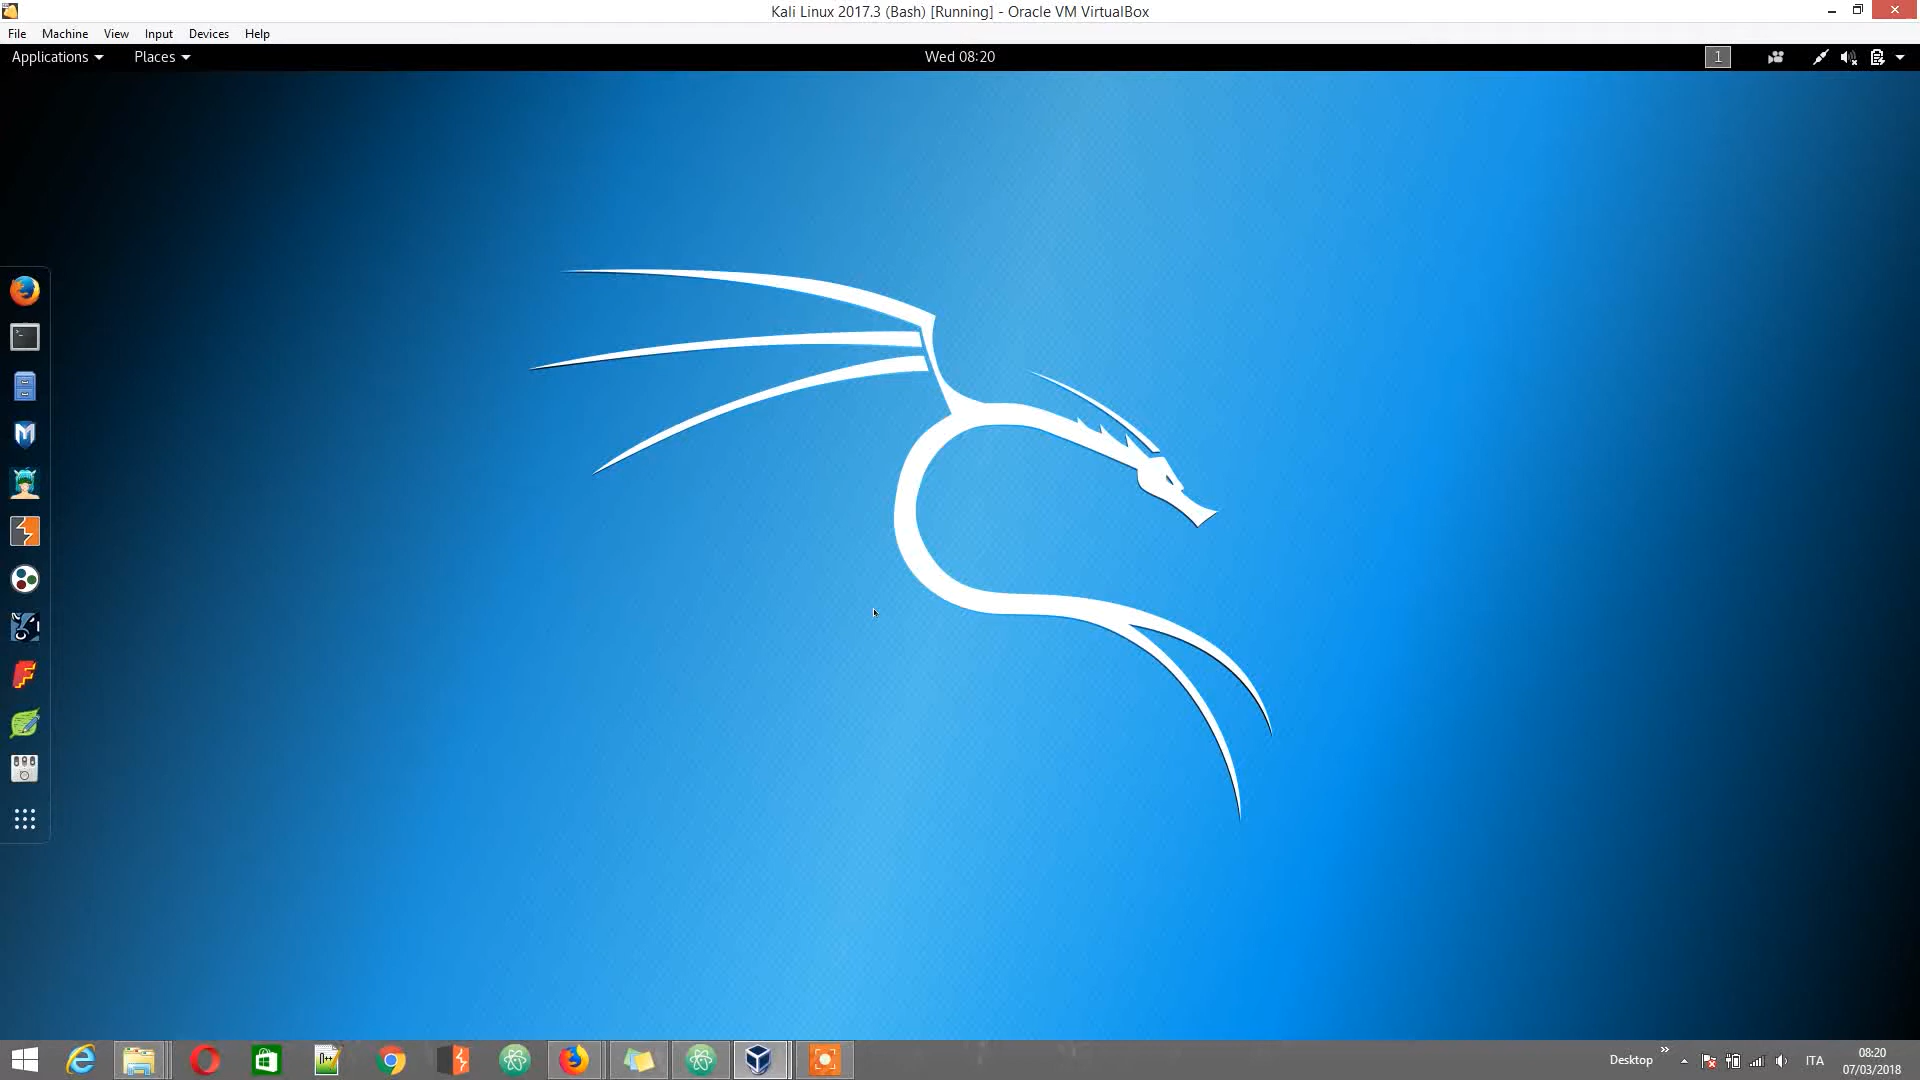 Kali Linux 2017.3 (Bash) [Running] - Oracle VM VirtualBox
File Machine View Input Devices Help
Applications Places Wed 08:20 1
Desktop ITA 08:20
07/03/2018